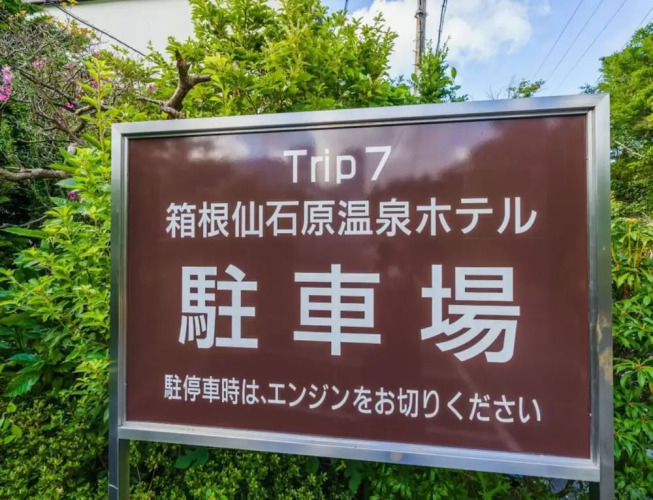 Trip 7
箱根仙石原温泉ホテル
駐車場
駐停車時は、エンジンをお切りください